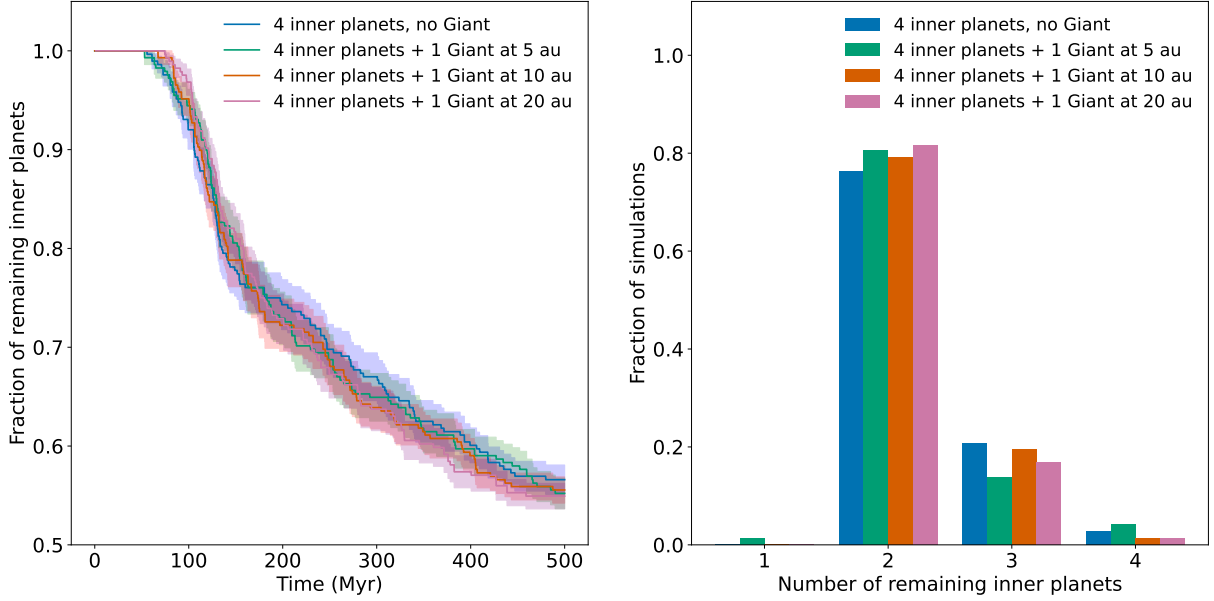 4 inner planets, no Giant
4 inner planets + 1 Giant at 5 au
4 inner planets + 1 Giant at 10 au
4 inner planets + 1 Giant at 20 au
Fraction of remaining inner planets
1.0
0.9
0.8
0.7
0.6
0.5
0
100
200
300
400
500
Time (Myr)
4 inner planets, no Giant
4 inner planets + 1 Giant at 5 au
4 inner planets + 1 Giant at 10 au
4 inner planets + 1 Giant at 20 au
Fraction of simulations
1.0
0.8
0.6
0.4
0.2
0.0
1
2
3
4
Number of remaining inner planets